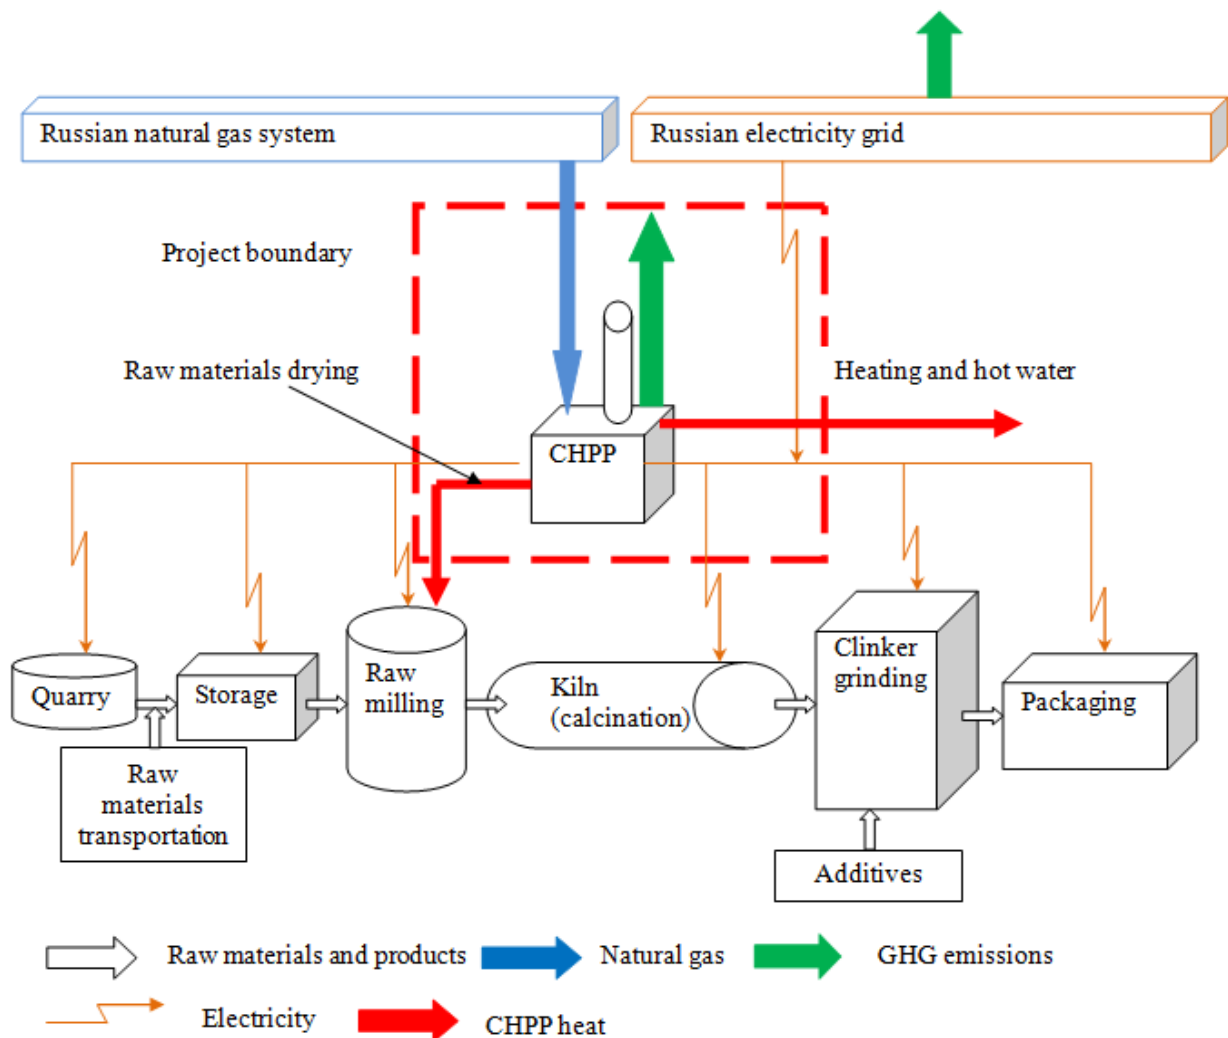 Russian natural gas system
Russian electricity grid
Project boundary
Raw materials drying
Heating and hot water
CHPP
Quarry
Storage
Raw
milling
Kiln
(calcination)
Clinker
grinding
Packaging
Raw
materials
transportation
Additives
Raw materials and products
Natural gas
GHG emissions
Electricity
CHPP heat